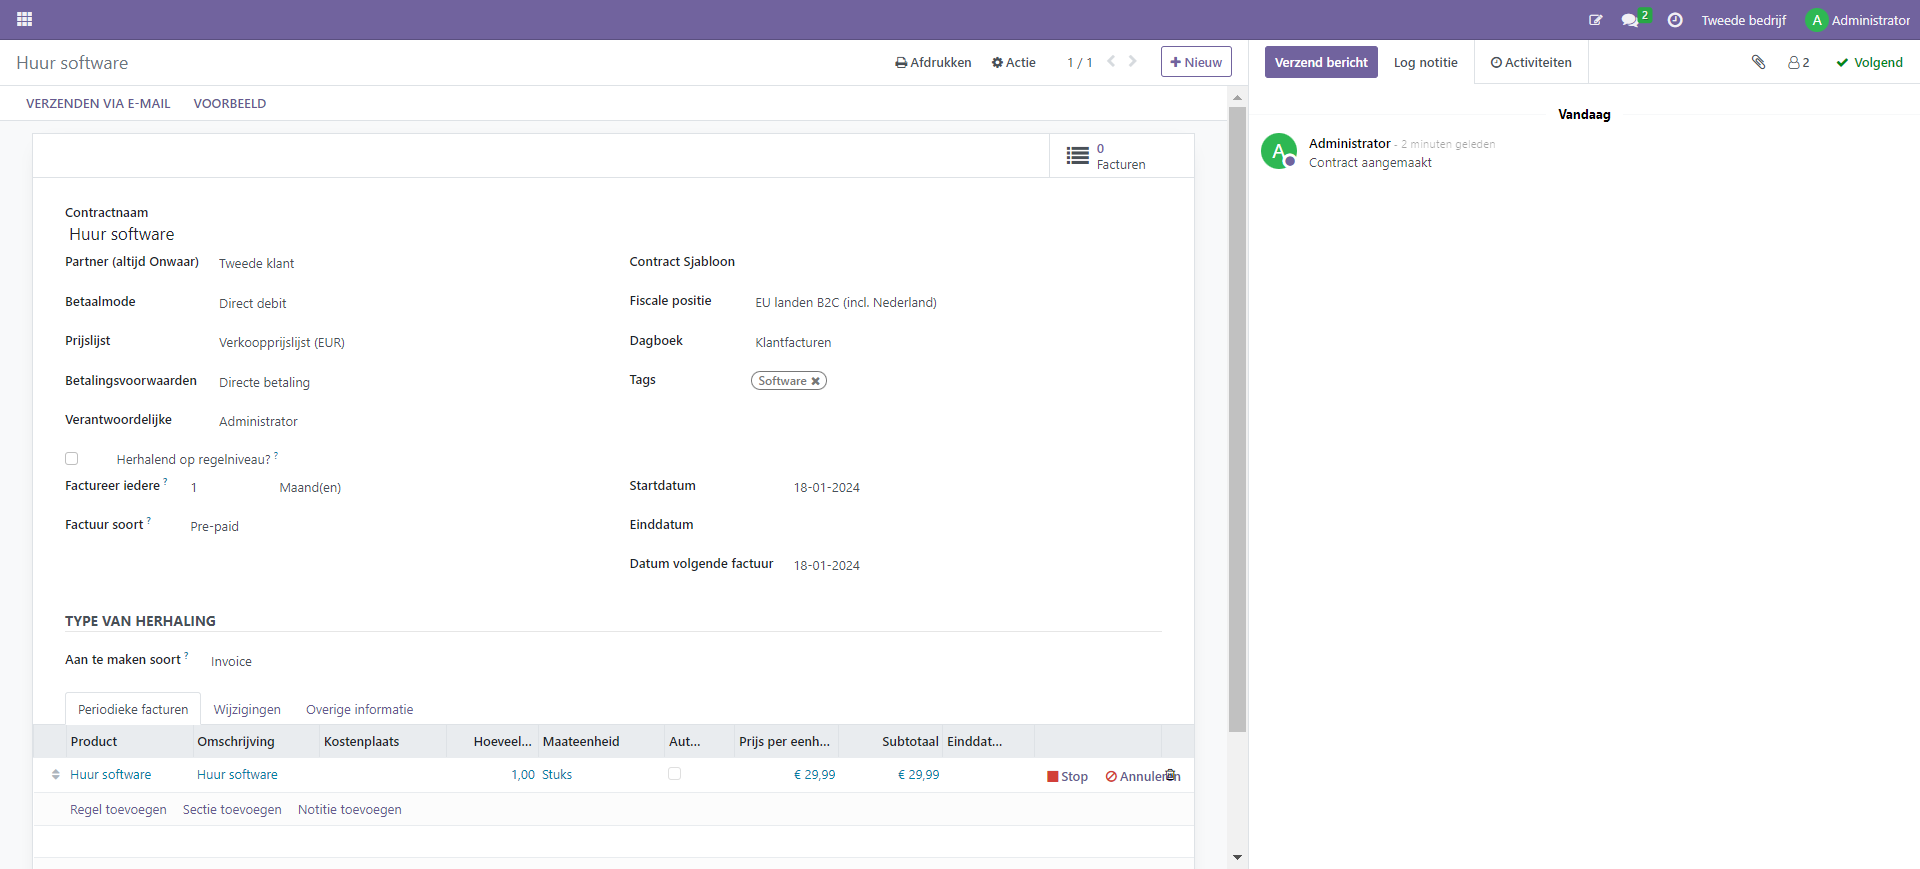 2
Tweede bedrijf
A Administrator
Huur software
Afdrukken
Actie
1 / 1
Nieuw
Verzend bericht
Log notitie
Activiteiten
2
Volgend
VERZENDEN VIA E-MAIL
VOORBEELD
Vandaag
A
Administrator - 2 minuten geleden
Contract aangemaakt
0
Facturen
Contractnaam
Huur software
Partner (altijd Onwaar) Tweede klant
Contract Sjabloon
Betaalmode Direct debit
Fiscale positie EU landen B2C (incl. Nederland)
Prijslijst Verkoopprijslijst (EUR)
Dagboek Klantfacturen
Betalingsvoorwaarden Directe betaling
Tags Software
Verantwoordelijke Administrator
Herhalend op regelniveau? ?
Factureer iedere ? 1 Maand(en)
Startdatum 18-01-2024
Factuur soort ? Pre-paid
Einddatum
Datum volgende factuur 18-01-2024
TYPE VAN HERHALING
Aan te maken soort ? Invoice
Periodieke facturen
Wijzigingen
Overige informatie
Product Omschrijving Kostenplaats Hoeveel... Maateenheid Aut... Prijs per eenh... Subtotaal Einddat...
Huur software Huur software 1,00 Stuks € 29,99 € 29,99 Stop Annuleren
Regel toevoegen Sectie toevoegen Notitie toevoegen